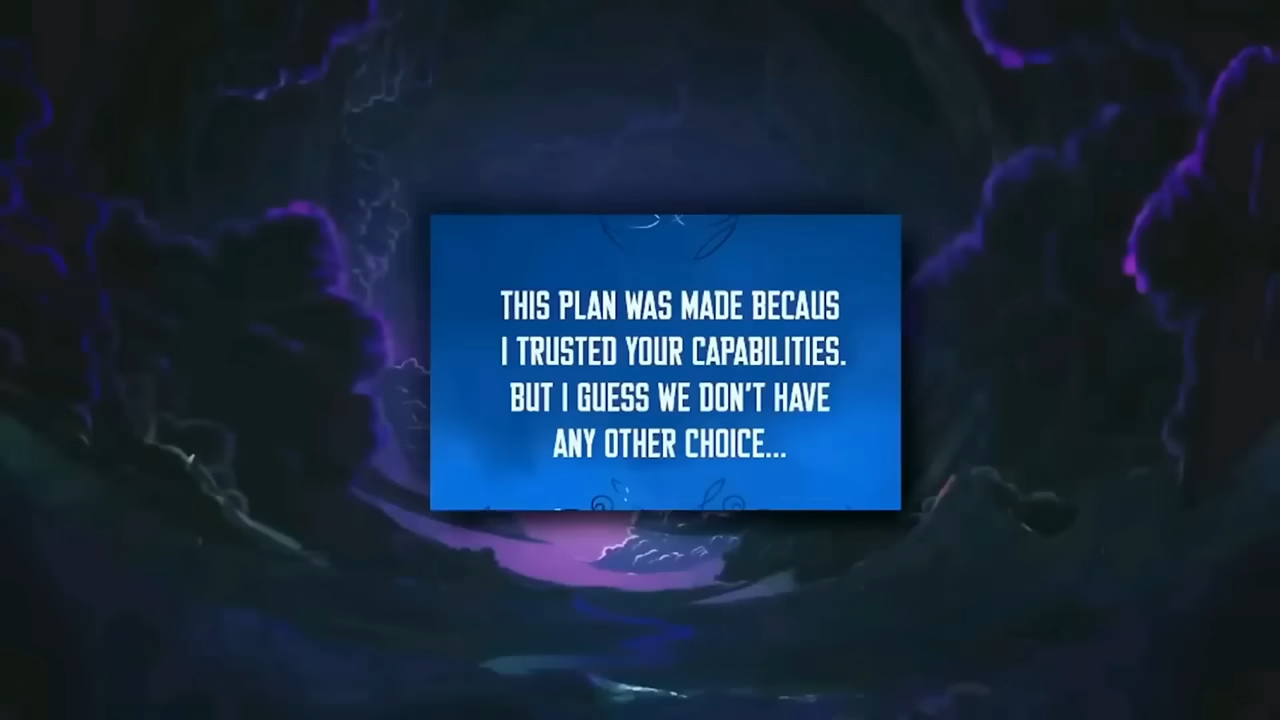 THIS PLAN WAS MADE BECAUS
I TRUSTED YOUR CAPABILITIES.
BUT I GUESS WE DON'T HAVE
ANY OTHER CHOICE...